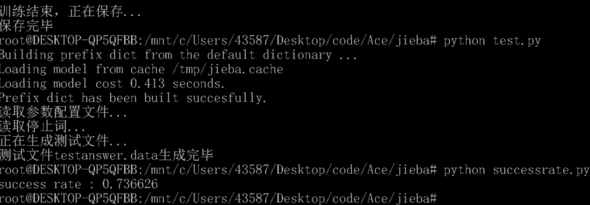 训练结束，正在保存...
保存完毕
root@DESKTOP-QP5QFBB:/mnt/c/Users/43587/Desktop/code/Ace/jieba# python test.py
Building prefix dict from the default dictionary ...
Loading model from cache /tmp/jieba.cache
Loading model cost 0.413 seconds.
Prefix dict has been built succesfully.
读取参数配置文件...
读取停止词...
正在生成测试文件...
测试文件testanswer.data生成完毕
root@DESKTOP-QP5QFBB:/mnt/c/Users/43587/Desktop/code/Ace/jieba# python successrate.py
success rate : 0.736626
root@DESKTOP-QP5QFBB:/mnt/c/Users/43587/Desktop/code/Ace/jieba#